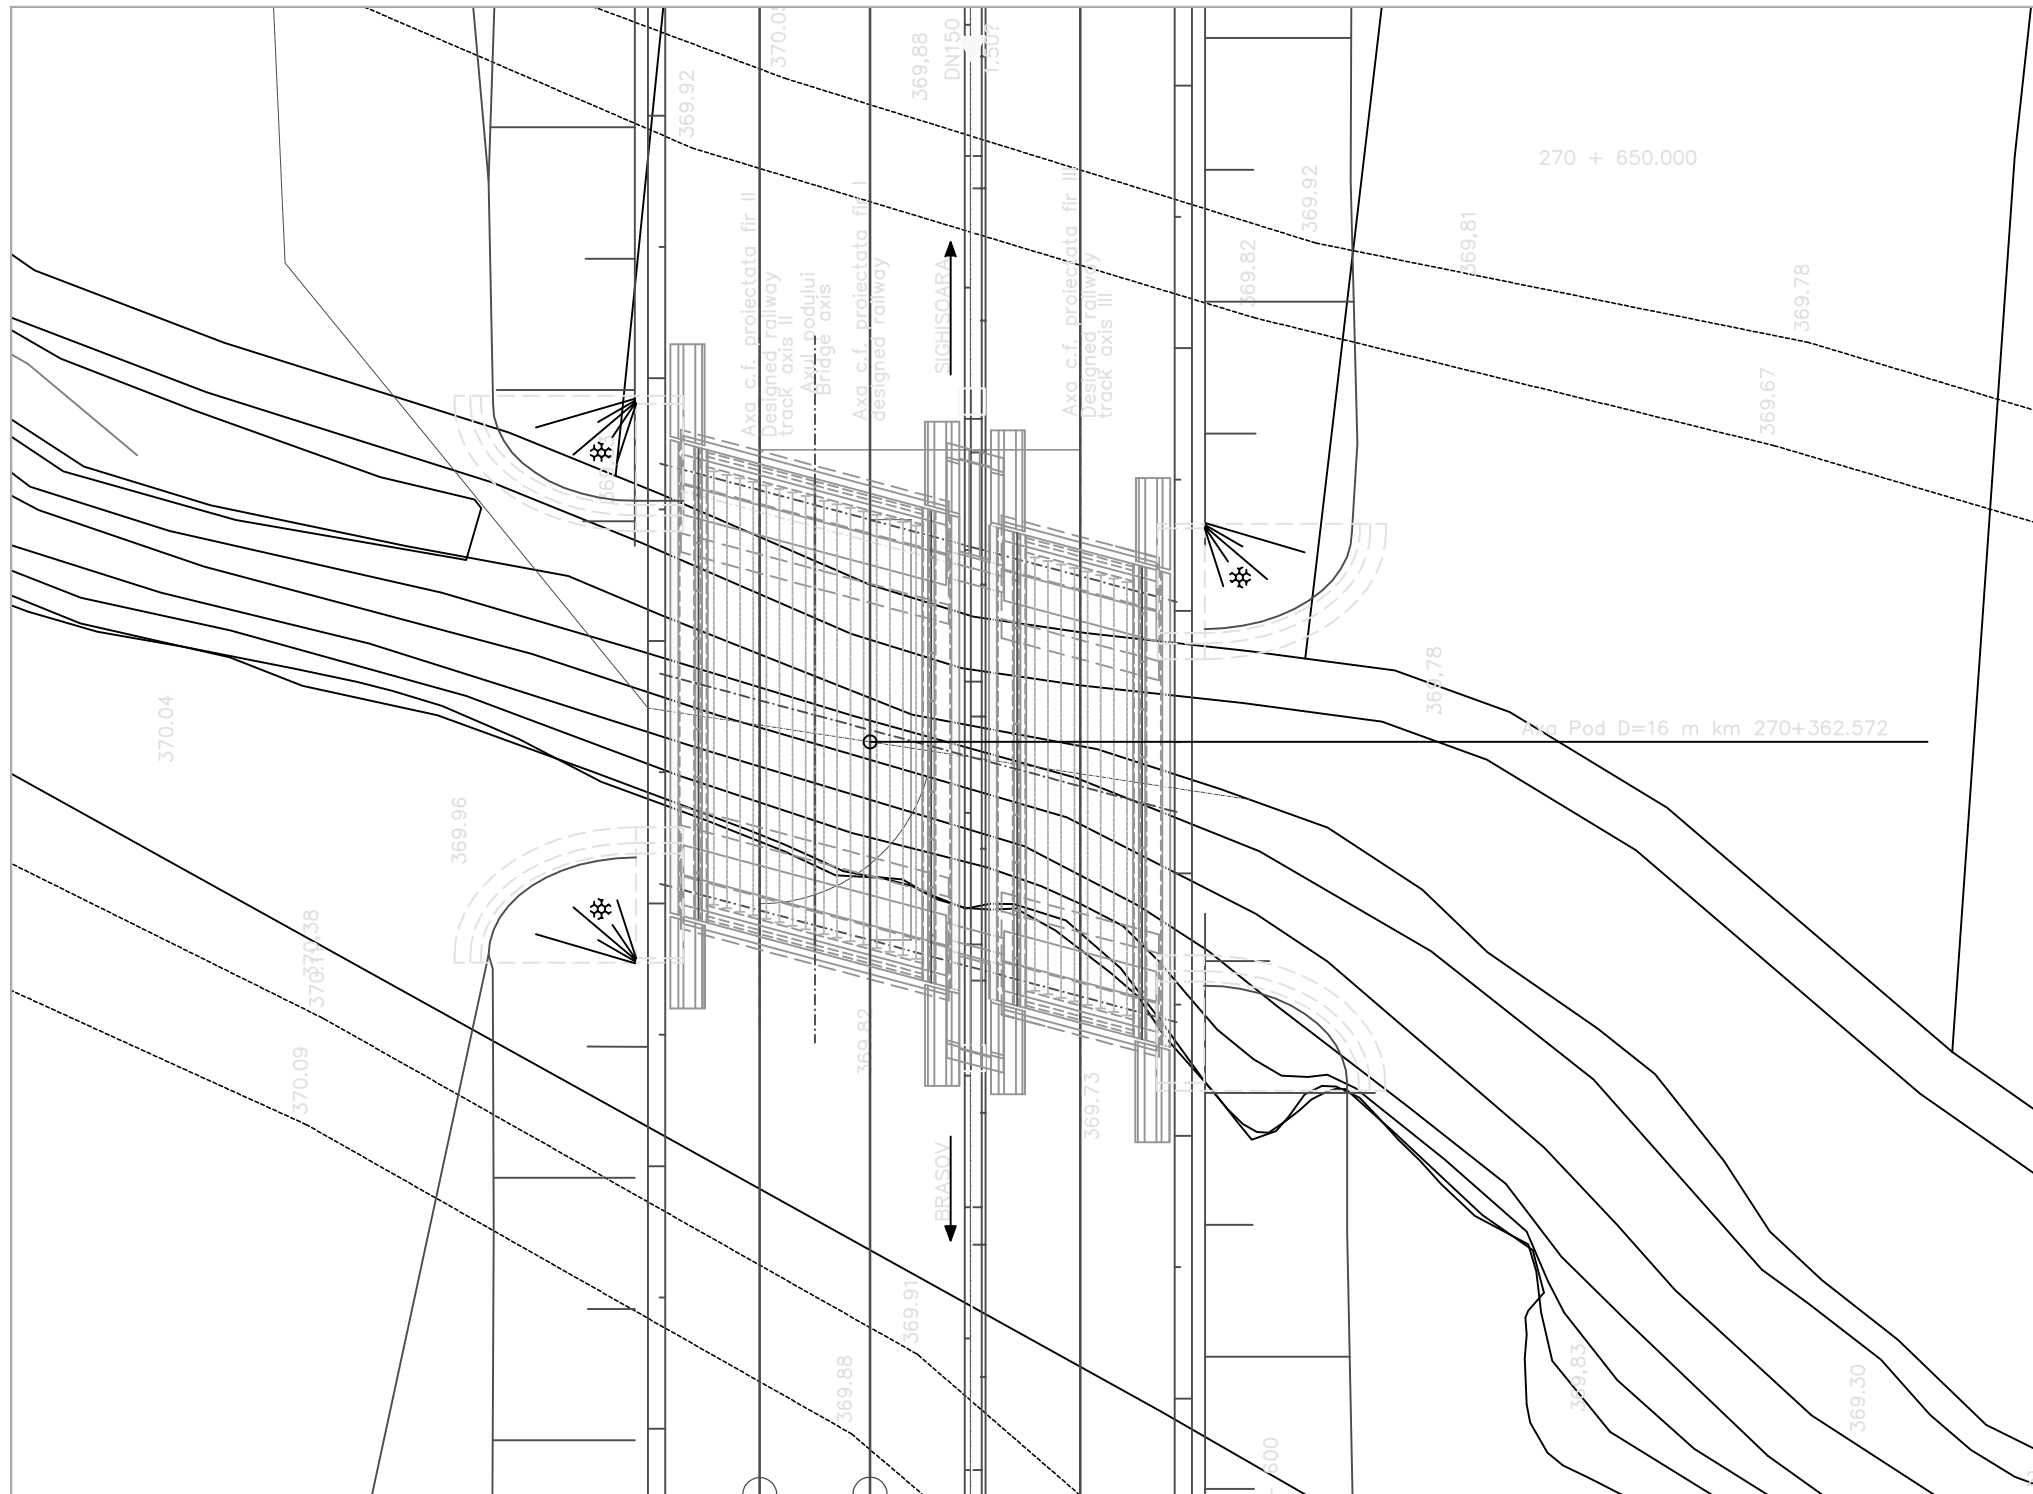 370.05
369,88
DN150
1:50?
369.92
270 + 650.000
369.92
369,81
369.82
369.78
Axa c.f. proiectata fir II
Designed railway
track axis II
Axul podului
Bridge axis
Axa c.f. proiectata fir I
designed railway
SIGHISOARA
Axa c.f. proiectata fir III
Designed railway
track axis III
369.67
369,78
370.04
Axa Pod D=16 m km 270+362.572
369.96
370.38
369.82
370.09
369.73
BRASOV
369.91
369.88
369,83
369.30
600